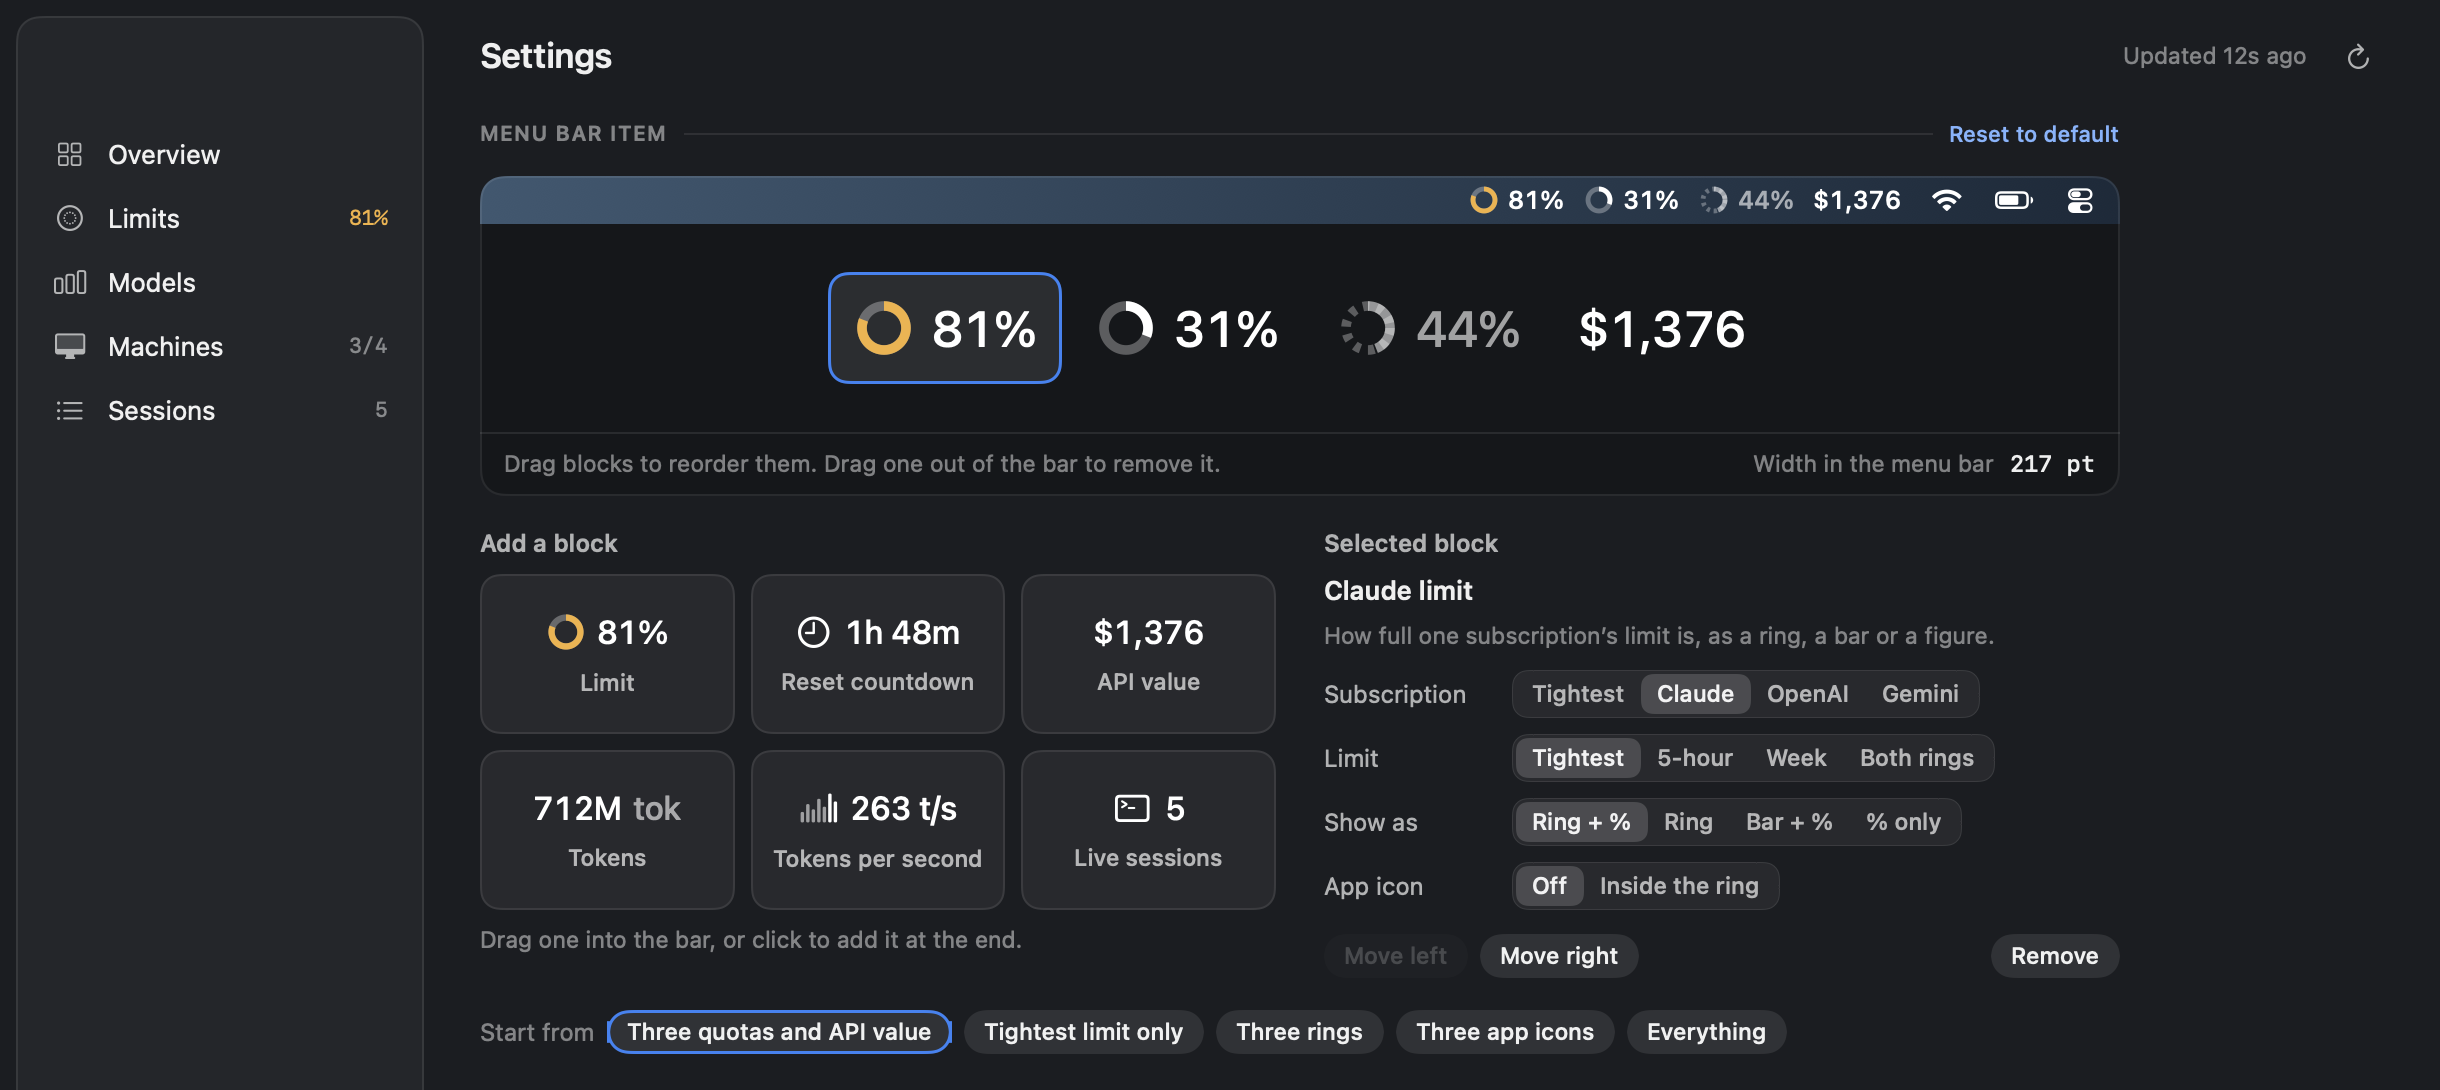 Settings
Updated 12s ago
Overview
Limits 81%
Models
Machines 3/4
Sessions 5
MENU BAR ITEM
Reset to default
81% 31% 44% $1,376
81% 31% 44% $1,376
Drag blocks to reorder them. Drag one out of the bar to remove it.
Width in the menu bar 217 pt
Add a block
81%
Limit
1h 48m
Reset countdown
$1,376
API value
712M tok
Tokens
263 t/s
Tokens per second
5
Live sessions
Drag one into the bar, or click to add it at the end.
Selected block
Claude limit
How full one subscription’s limit is, as a ring, a bar or a figure.
Subscription Tightest Claude OpenAI Gemini
Limit Tightest 5-hour Week Both rings
Show as Ring + % Ring Bar + % % only
App icon Off Inside the ring
Move left Move right Remove
Start from Three quotas and API value Tightest limit only Three rings Three app icons Everything